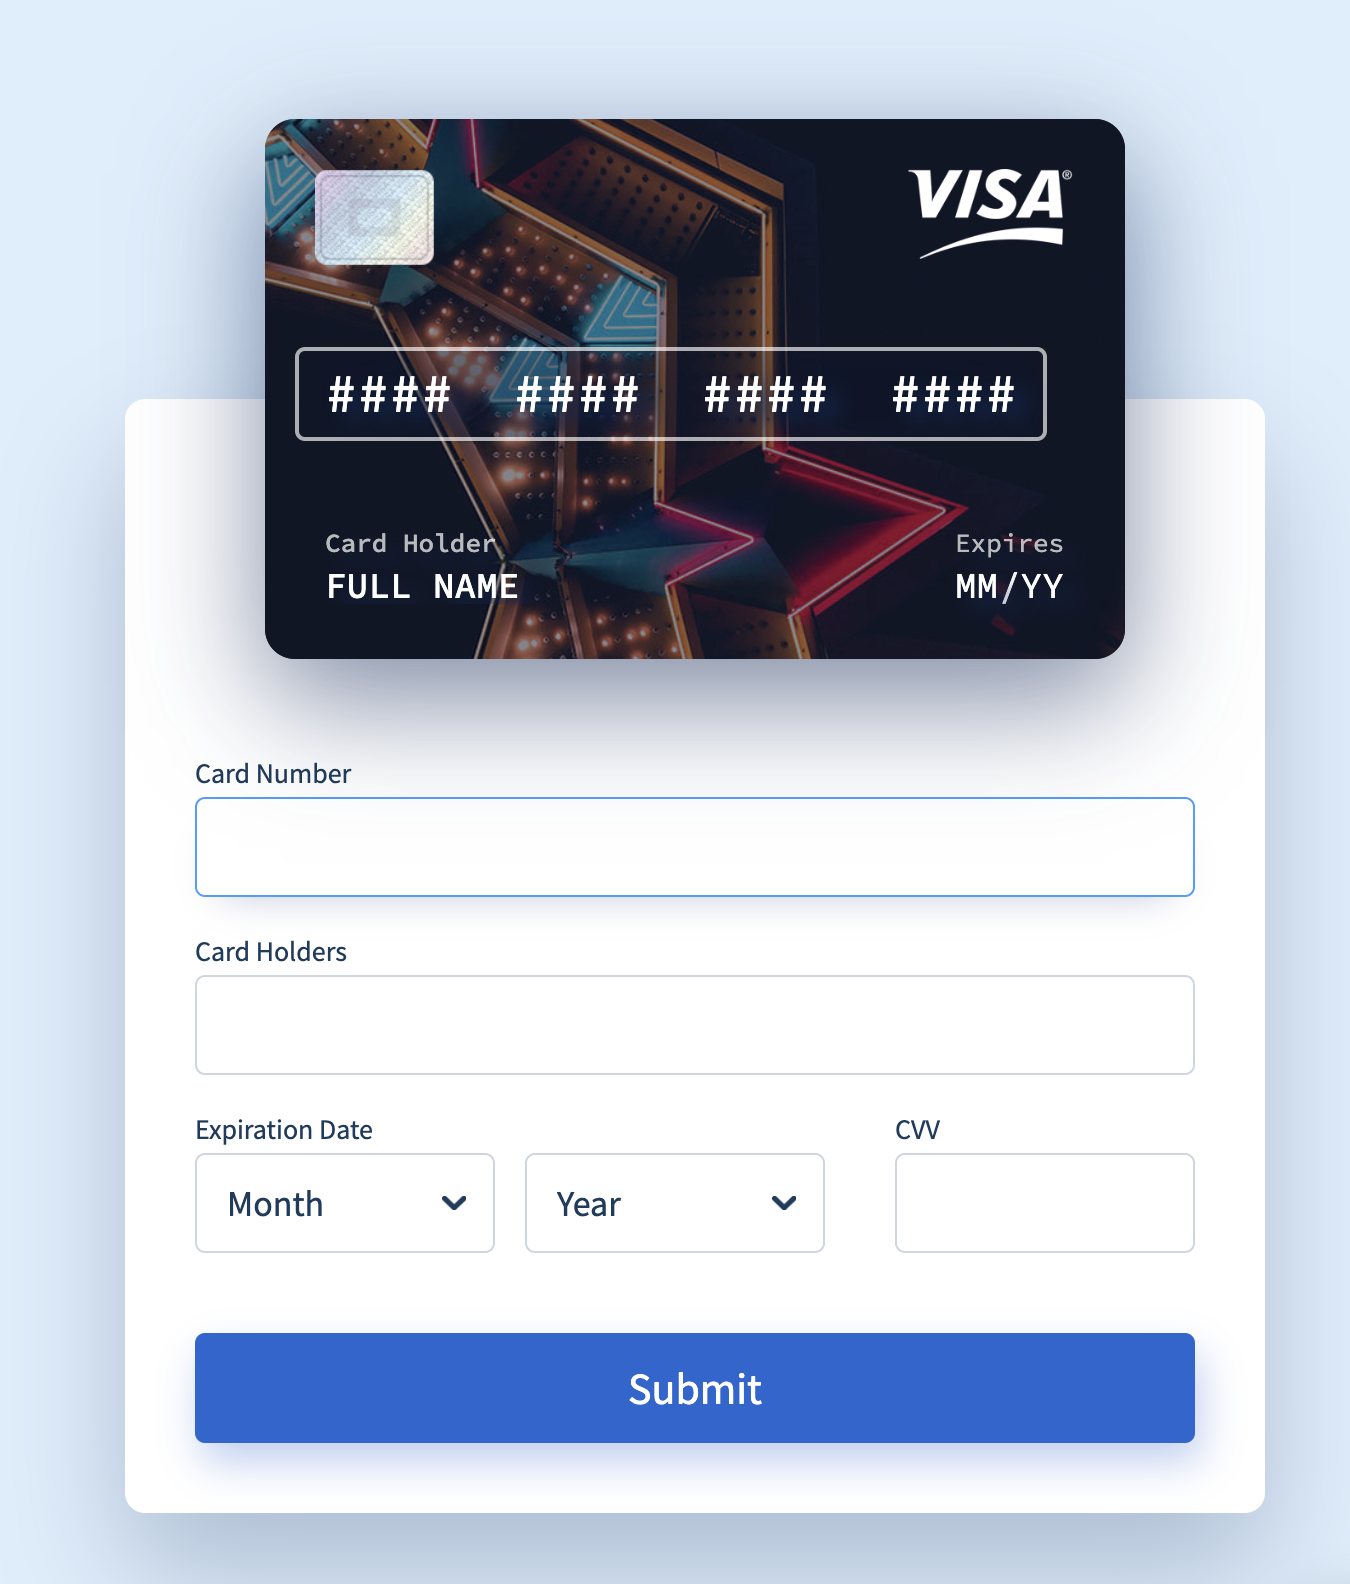 VISA®
#### #### #### ####
Card Holder Expires
FULL NAME MM/YY
Card Number
Card Holders
Expiration Date CVV
Month Year
Submit